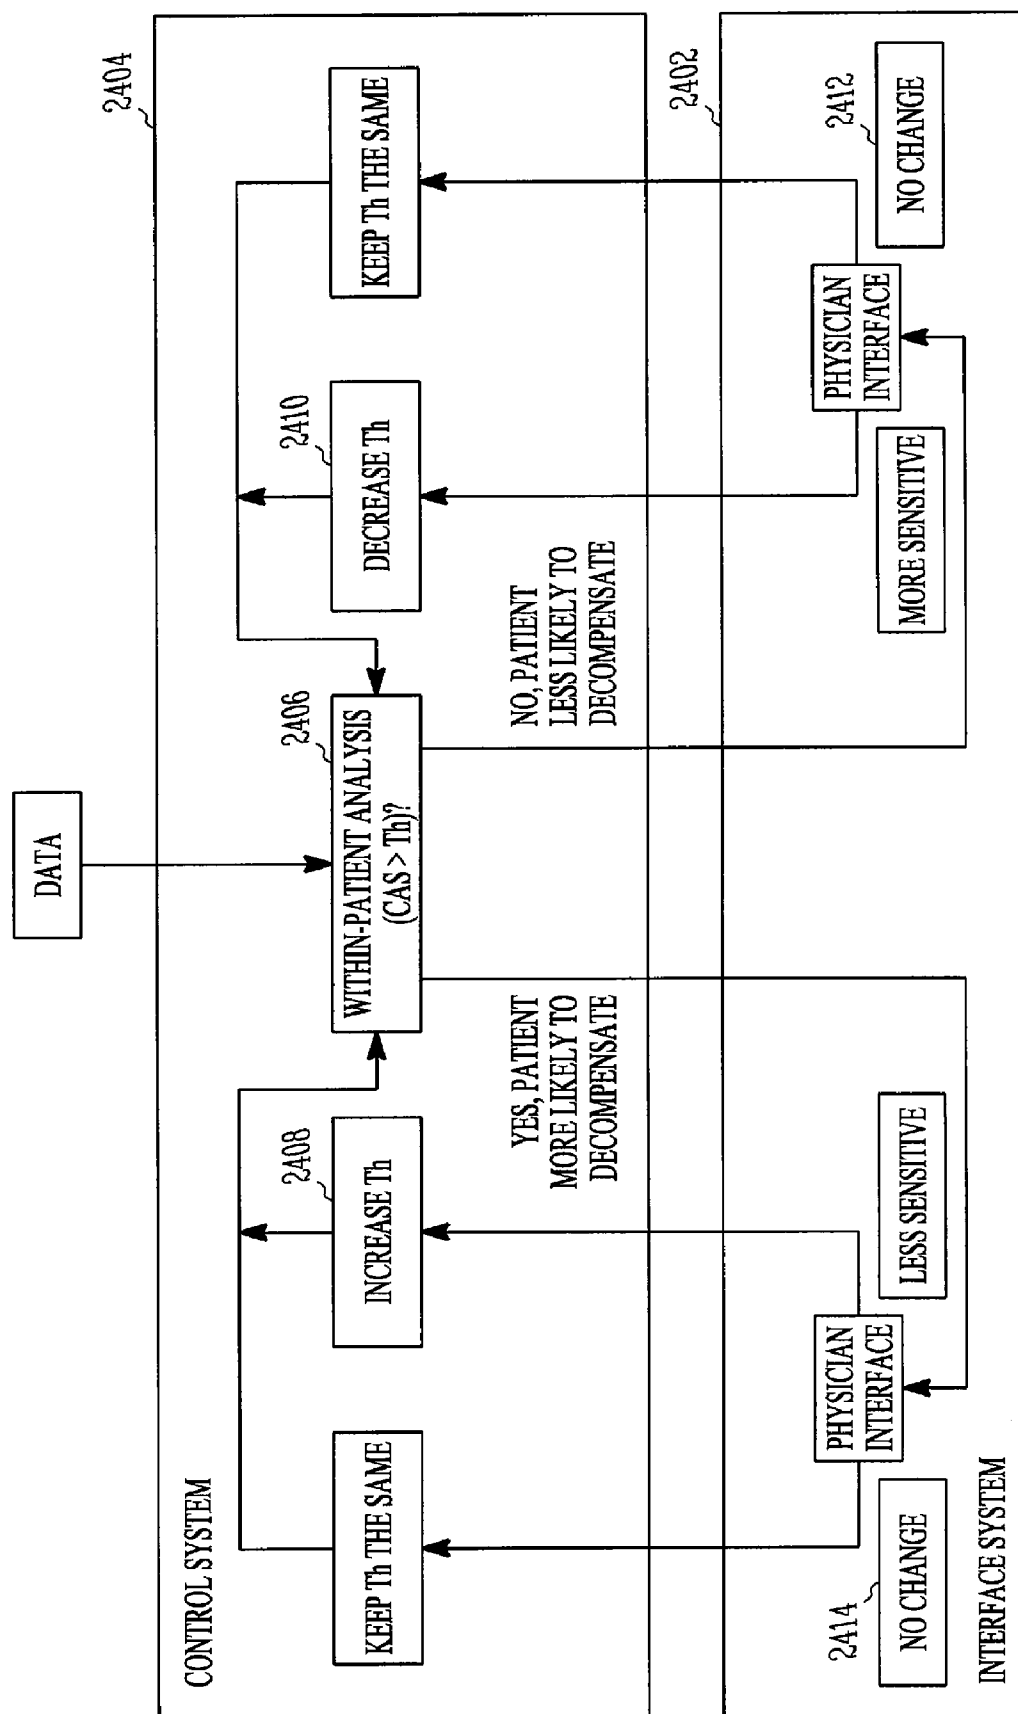 DATA
CONTROL SYSTEM
2404
KEEP Th THE SAME
INCREASE Th
2408
WITHIN-PATIENT ANALYSIS
(CAS > Th)?
2406
DECREASE Th
2410
KEEP Th THE SAME
YES, PATIENT
MORE LIKELY TO
DECOMPENSATE
NO, PATIENT
LESS LIKELY TO
DECOMPENSATE
2402
PHYSICIAN
INTERFACE
PHYSICIAN
INTERFACE
2414
NO CHANGE
LESS SENSITIVE
MORE SENSITIVE
NO CHANGE
2412
INTERFACE SYSTEM